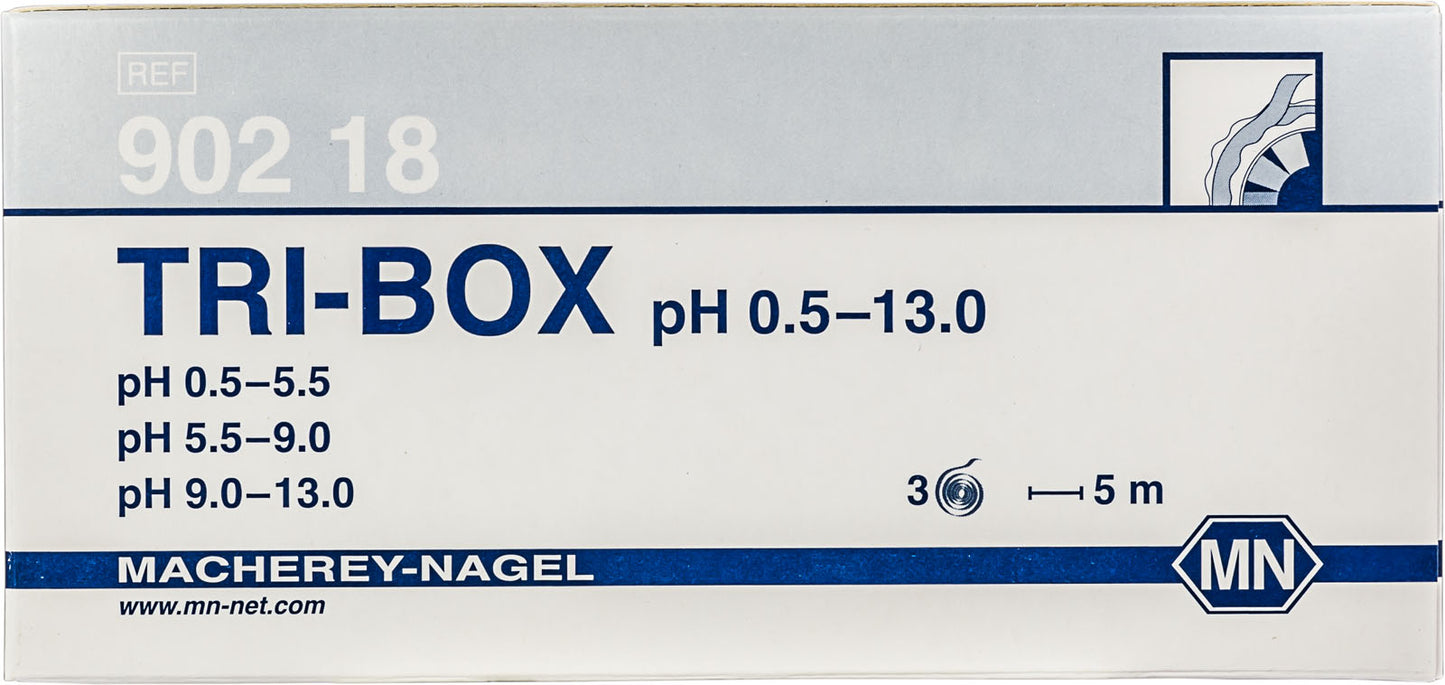 REF
902 18
TRI-BOX pH 0.5–13.0
pH 0.5–5.5
pH 5.5–9.0
pH 9.0–13.0
3 5 m
MACHEREY-NAGEL
MN
www.mn-net.com